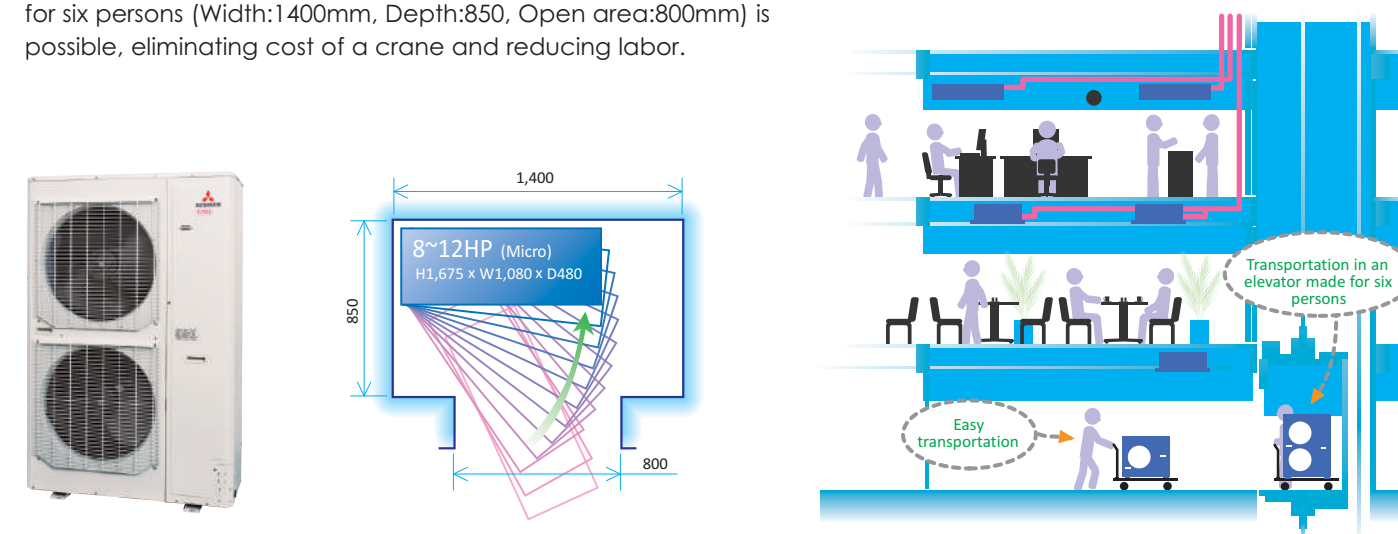 for six persons (Width:1400mm, Depth:850, Open area:800mm) is
possible, eliminating cost of a crane and reducing labor.
1,400
850
8~12HP (Micro)
H1,675 x W1,080 x D480
800
Transportation in an
elevator made for six
persons
Easy
transportation